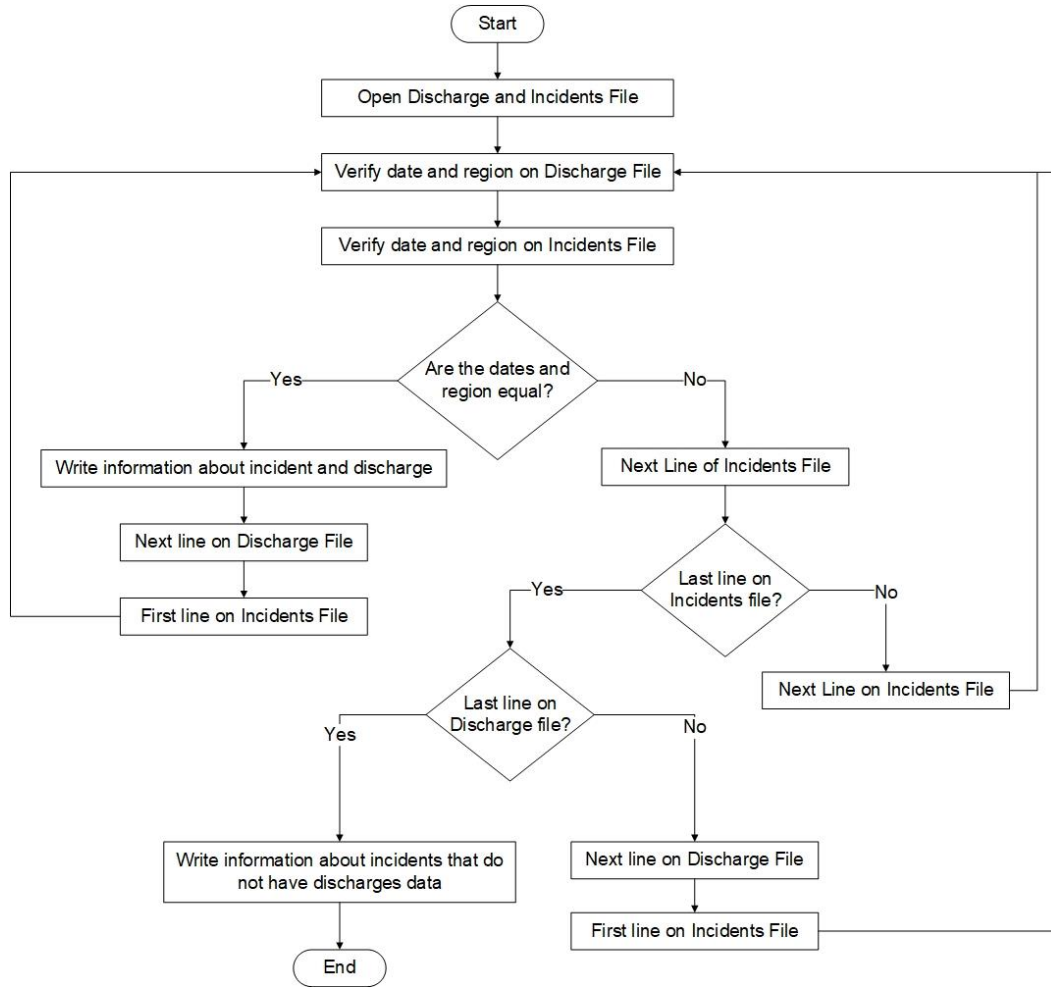 Start
Open Discharge and Incidents File
Verify date and region on Discharge File
Verify date and region on Incidents File
Are the dates and
region equal?
Yes
No
Write information about incident and discharge
Next line on Discharge File
First line on Incidents File
Next Line of Incidents File
Last line on
Incidents file?
Yes
No
Next Line on Incidents File
Last line on
Discharge file?
Yes
No
Write information about incidents that do
not have discharges data
End
Next line on Discharge File
First line on Incidents File